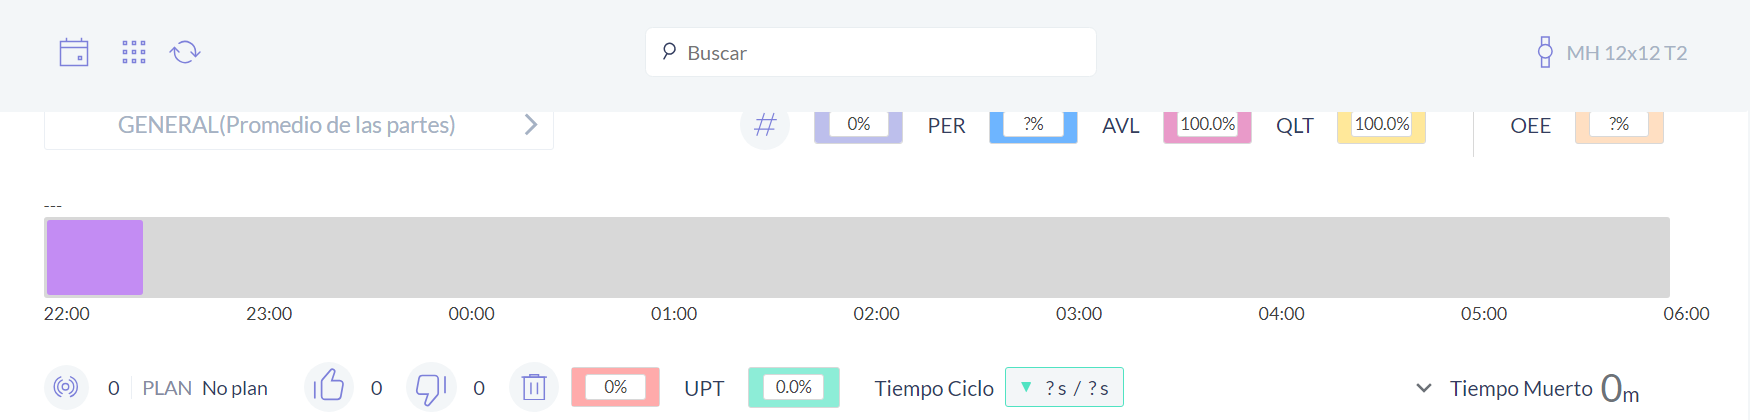 Buscar MH 12x12 T2
GENERAL(Promedio de las partes) # 0% PER ?% AVL 100.0% QLT 100.0% OEE ?%
---
22:00 23:00 00:00 01:00 02:00 03:00 04:00 05:00 06:00
0 PLAN No plan 0 0 0% UPT 0.0% Tiempo Ciclo ▼ ?s / ?s Tiempo Muerto 0m